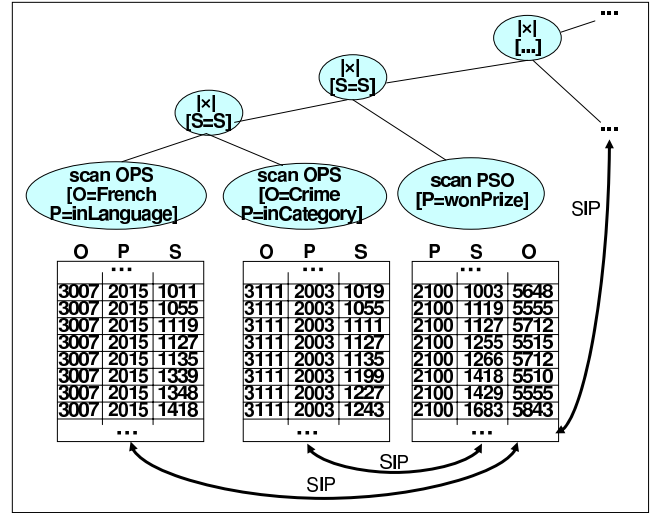 ...
|×|
[...]
|×|
[S=S]
|×|
[S=S]
...
scan OPS
[O=French
P=inLanguage]
scan OPS
[O=Crime
P=inCategory]
scan PSO
[P=wonPrize]
SIP
O P S
...
3007 2015 1011
3007 2015 1055
3007 2015 1119
3007 2015 1127
3007 2015 1135
3007 2015 1339
3007 2015 1348
3007 2015 1418
...
O P S
...
3111 2003 1019
3111 2003 1055
3111 2003 1111
3111 2003 1127
3111 2003 1135
3111 2003 1199
3111 2003 1227
3111 2003 1243
...
P S O
...
2100 1003 5648
2100 1119 5555
2100 1127 5712
2100 1255 5515
2100 1266 5712
2100 1418 5510
2100 1429 5555
2100 1683 5843
...
SIP
SIP